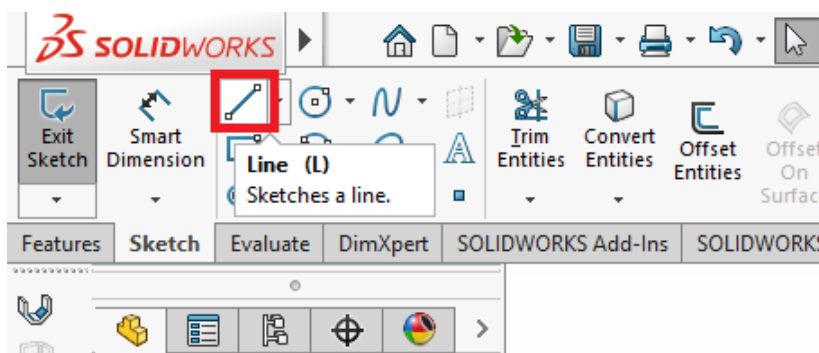 SOLIDWORKS
Exit Sketch
Smart Dimension
Line (L)
Sketches a line.
A
Trim Entities
Convert Entities
Offset Entities
Offset On Surfac
Features Sketch Evaluate DimXpert SOLIDWORKS Add-Ins SOLIDWORKS